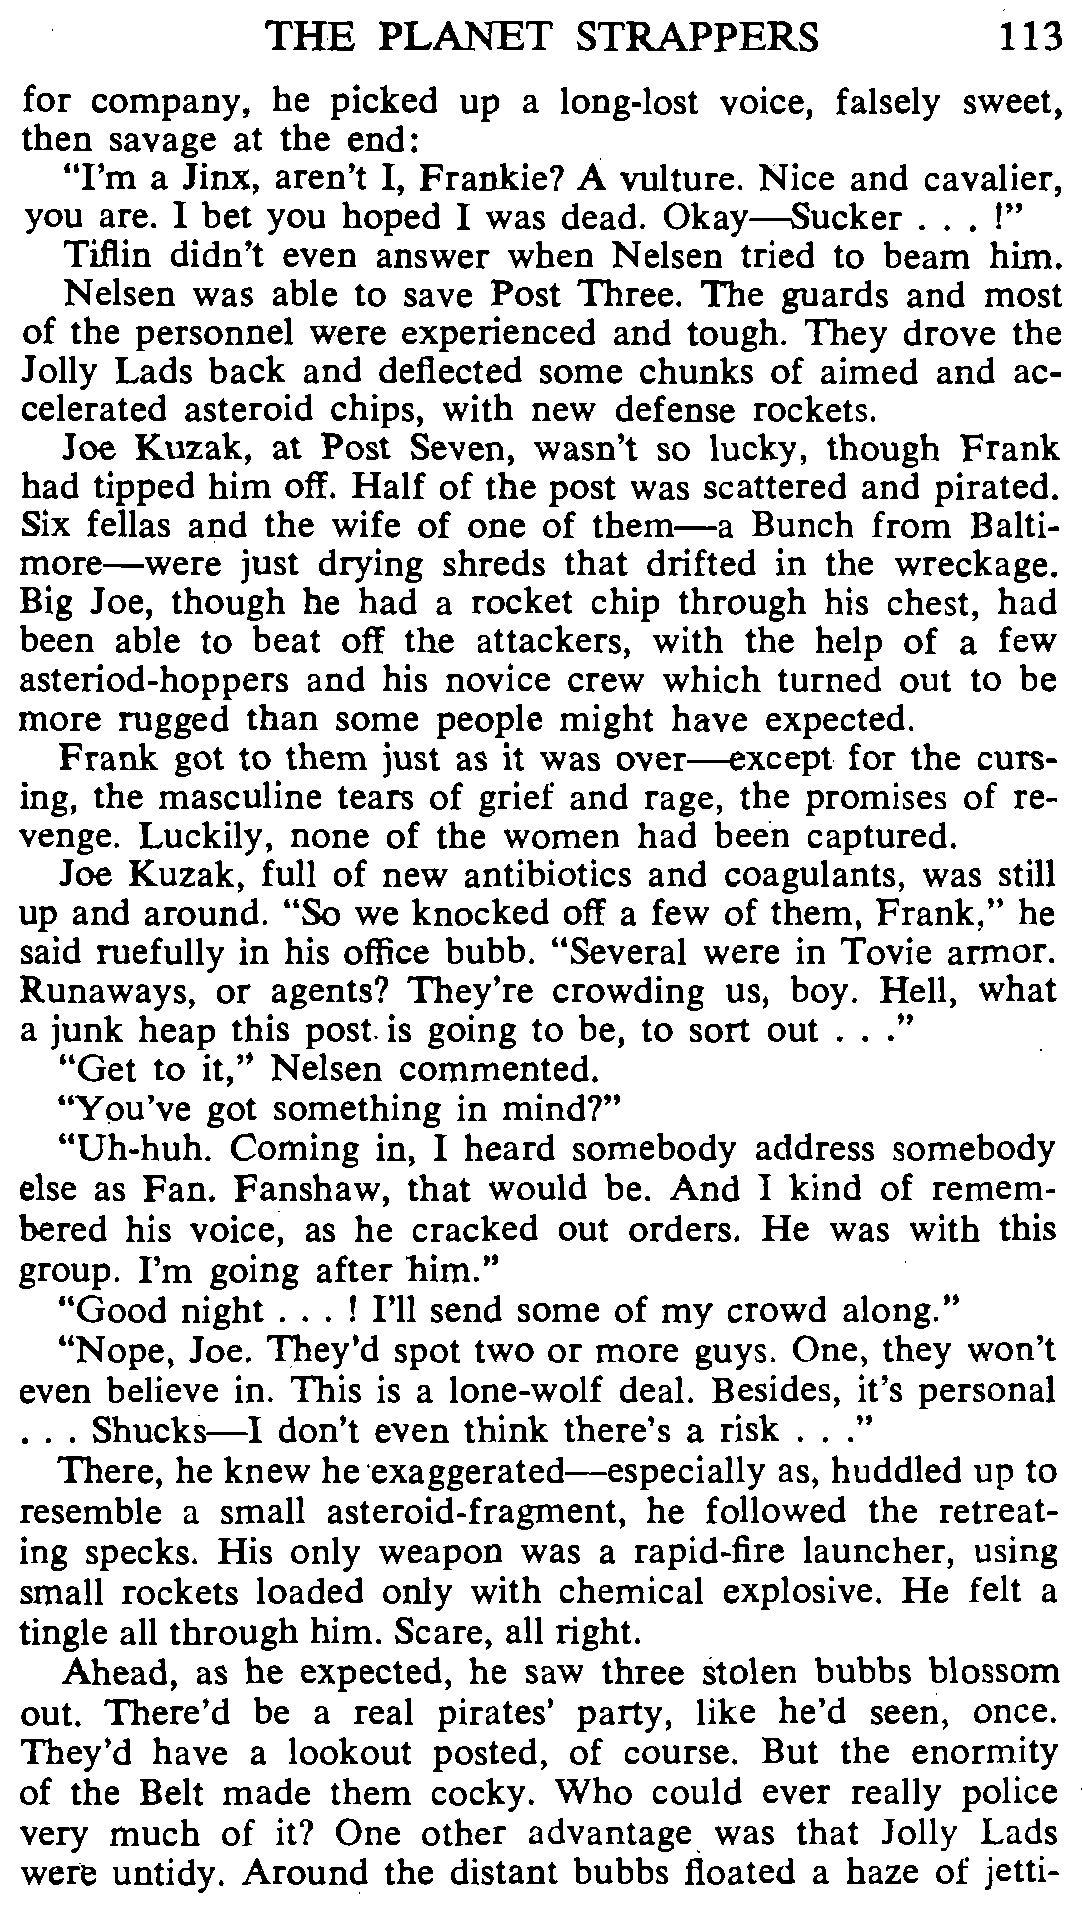 THE PLANET STRAPPERS 113
for company, he picked up a long-lost voice, falsely sweet,
then savage at the end:
“I’m a Jinx, aren’t I, Frankie? A vulture. Nice and cavalier,
you are. I bet you hoped I was dead. Okay—Sucker . . . !”
Tiflin didn’t even answer when Nelsen tried to beam him.
Nelsen was able to save Post Three. The guards and most
of the personnel were experienced and tough. They drove the
Jolly Lads back and deflected some chunks of aimed and ac-
celerated asteroid chips, with new defense rockets.
Joe Kuzak, at Post Seven, wasn’t so lucky, though Frank
had tipped him off. Half of the post was scattered and pirated.
Six fellas and the wife of one of them—a Bunch from Balti-
more—were just drying shreds that drifted in the wreckage.
Big Joe, though he had a rocket chip through his chest, had
been able to beat off the attackers, with the help of a few
asteriod-hoppers and his novice crew which turned out to be
more rugged than some people might have expected.
Frank got to them just as it was over—except for the curs-
ing, the masculine tears of grief and rage, the promises of re-
venge. Luckily, none of the women had been captured.
Joe Kuzak, full of new antibiotics and coagulants, was still
up and around. “So we knocked off a few of them, Frank,” he
said ruefully in his office bubb. “Several were in Tovie armor.
Runaways, or agents? They’re crowding us, boy. Hell, what
a junk heap this post is going to be, to sort out . . .”
“Get to it,” Nelsen commented.
“You’ve got something in mind?”
“Uh-huh. Coming in, I heard somebody address somebody
else as Fan. Fanshaw, that would be. And I kind of remem-
bered his voice, as he cracked out orders. He was with this
group. I’m going after him.”
“Good night . . . ! I’ll send some of my crowd along.”
“Nope, Joe. They’d spot two or more guys. One, they won’t
even believe in. This is a lone-wolf deal. Besides, it’s personal
. . . Shucks—I don’t even think there’s a risk . . .”
There, he knew he exaggerated—especially as, huddled up to
resemble a small asteroid-fragment, he followed the retreat-
ing specks. His only weapon was a rapid-fire launcher, using
small rockets loaded only with chemical explosive. He felt a
tingle all through him. Scare, all right.
Ahead, as he expected, he saw three stolen bubbs blossom
out. There’d be a real pirates’ party, like he’d seen, once.
They’d have a lookout posted, of course. But the enormity
of the Belt made them cocky. Who could ever really police
very much of it? One other advantage was that Jolly Lads
were untidy. Around the distant bubbs floated a haze of jetti-